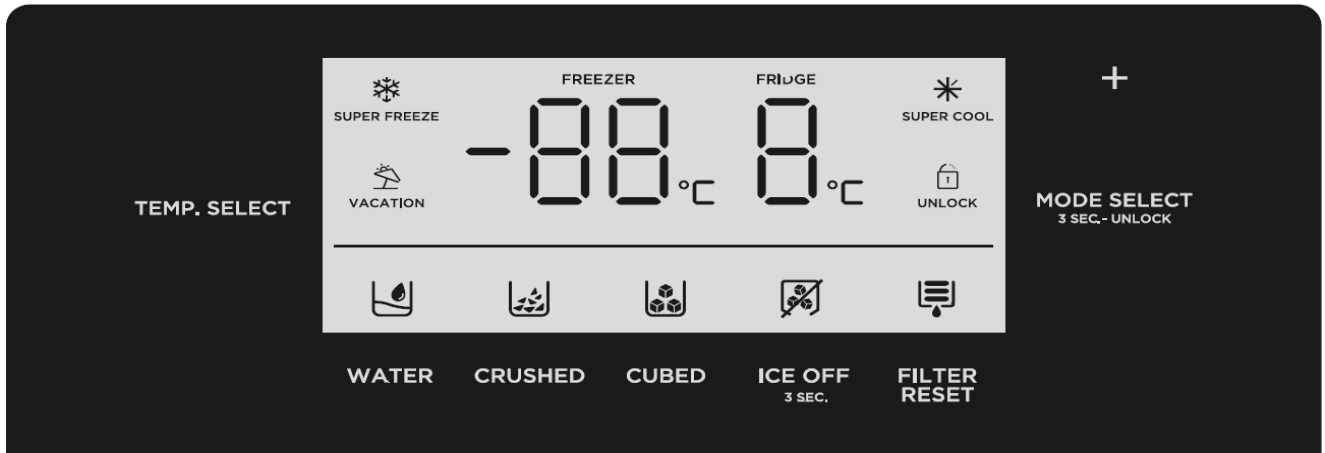 FREEZER FRIDGE
SUPER FREEZE SUPER COOL
-88°C 8°C
VACATION UNLOCK
TEMP. SELECT
MODE SELECT
3 SEC.- UNLOCK
+
WATER CRUSHED CUBED ICE OFF FILTER
3 SEC. RESET